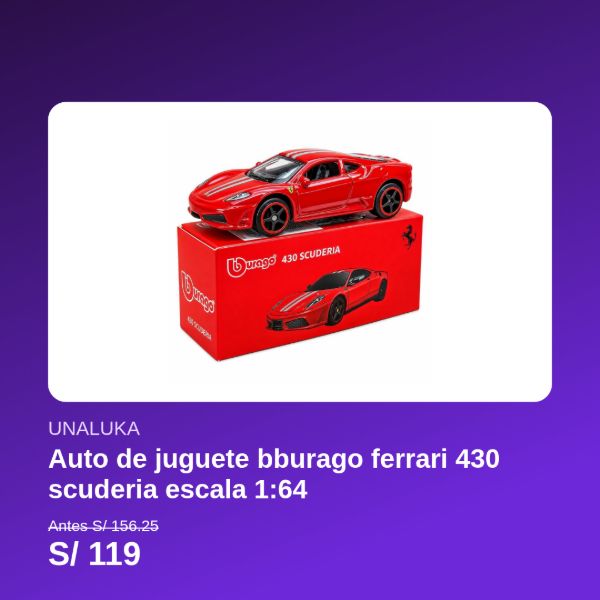 Bburago 430 SCUDERIA
Bburago
430 SCUDERIA
UNALUKA
Auto de juguete bburago ferrari 430
scuderia escala 1:64
Antes S/ 156.25
S/ 119